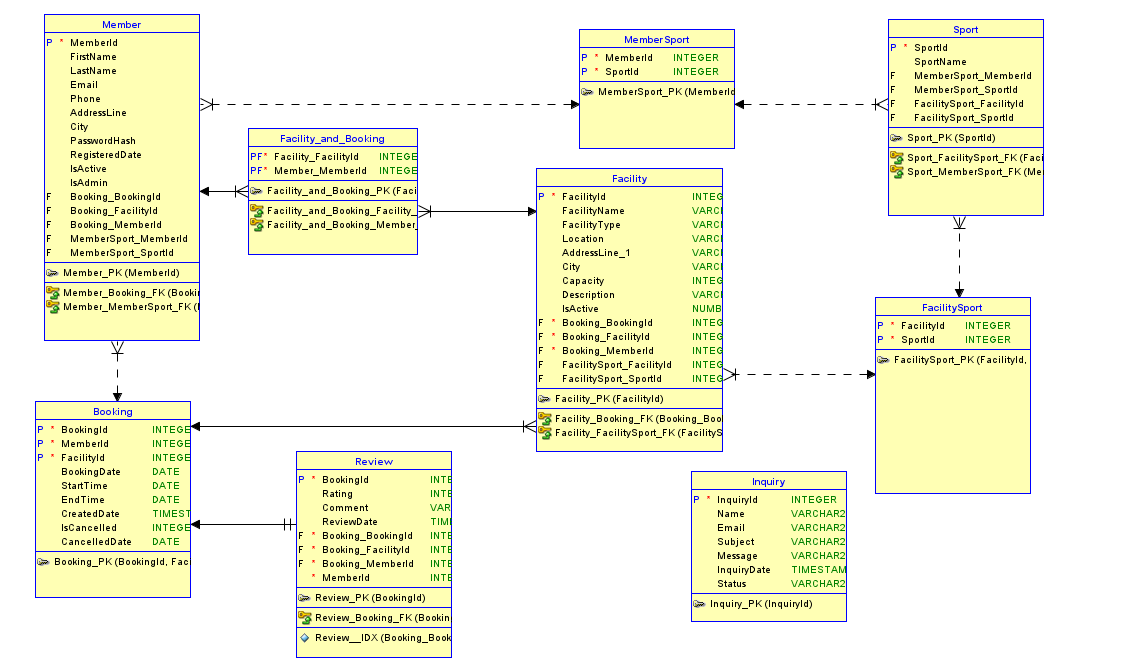 Member
P * MemberId
FirstName
LastName
Email
Phone
AddressLine
City
PasswordHash
RegisteredDate
IsActive
IsAdmin
F Booking_BookingId
F Booking_FacilityId
F Booking_MemberId
F MemberSport_MemberId
F MemberSport_SportId
Member_PK (MemberId)
Member_Booking_FK (Booki
Member_MemberSport_FK (
Facility_and_Booking
PF* Facility_FacilityId INTEGE
PF* Member_MemberId INTEGE
Facility_and_Booking_PK (Faci
Facility_and_Booking_Facility_
Facility_and_Booking_Member_
MemberSport
P * MemberId INTEGER
P * SportId INTEGER
MemberSport_PK (MemberId
Sport
P * SportId
SportName
F MemberSport_MemberId
F MemberSport_SportId
F FacilitySport_FacilityId
F FacilitySport_SportId
Sport_PK (SportId)
Sport_FacilitySport_FK (Faci
Sport_MemberSport_FK (Me
Facility
P * FacilityId INTEG
FacilityName VARC
FacilityType VARC
Location VARC
AddressLine_1 VARC
City VARC
Capacity INTEG
Description VARC
IsActive NUMB
F * Booking_BookingId INTEG
F * Booking_FacilityId INTEG
F * Booking_MemberId INTEG
F FacilitySport_FacilityId INTEG
F FacilitySport_SportId INTEG
Facility_PK (FacilityId)
Facility_Booking_FK (Booking_Boo
Facility_FacilitySport_FK (FacilityS
FacilitySport
P * FacilityId INTEGER
P * SportId INTEGER
FacilitySport_PK (FacilityId,
Booking
P * BookingId INTEGE
P * MemberId INTEGE
P * FacilityId INTEGE
BookingDate DATE
StartTime DATE
EndTime DATE
CreatedDate TIMEST
IsCancelled INTEGE
CancelledDate DATE
Booking_PK (BookingId, Fac
Review
P * BookingId INTE
Rating INTE
Comment VAR
ReviewDate TIM
F * Booking_BookingId INTE
F * Booking_FacilityId INTE
F * Booking_MemberId INTE
* MemberId INTE
Review_PK (BookingId)
Review_Booking_FK (Bookin
Review__IDX (Booking_Book
Inquiry
P * InquiryId INTEGER
Name VARCHAR2
Email VARCHAR2
Subject VARCHAR2
Message VARCHAR2
InquiryDate TIMESTAM
Status VARCHAR2
Inquiry_PK (InquiryId)